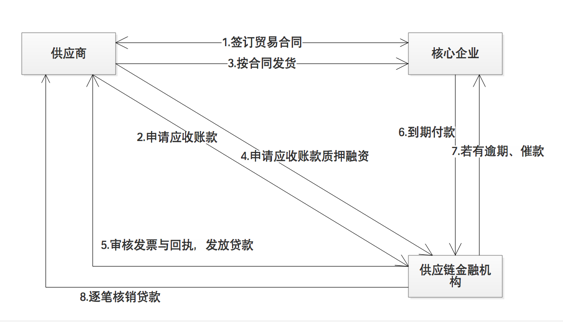 1.签订贸易合同
供应商
核心企业
3.按合同发货
6.到期付款
2.申请应收账款
7.若有逾期、催款
4.申请应收账款质押融资
5.审核发票与回执，发放贷款
供应链金融机
构
8.逐笔核销贷款